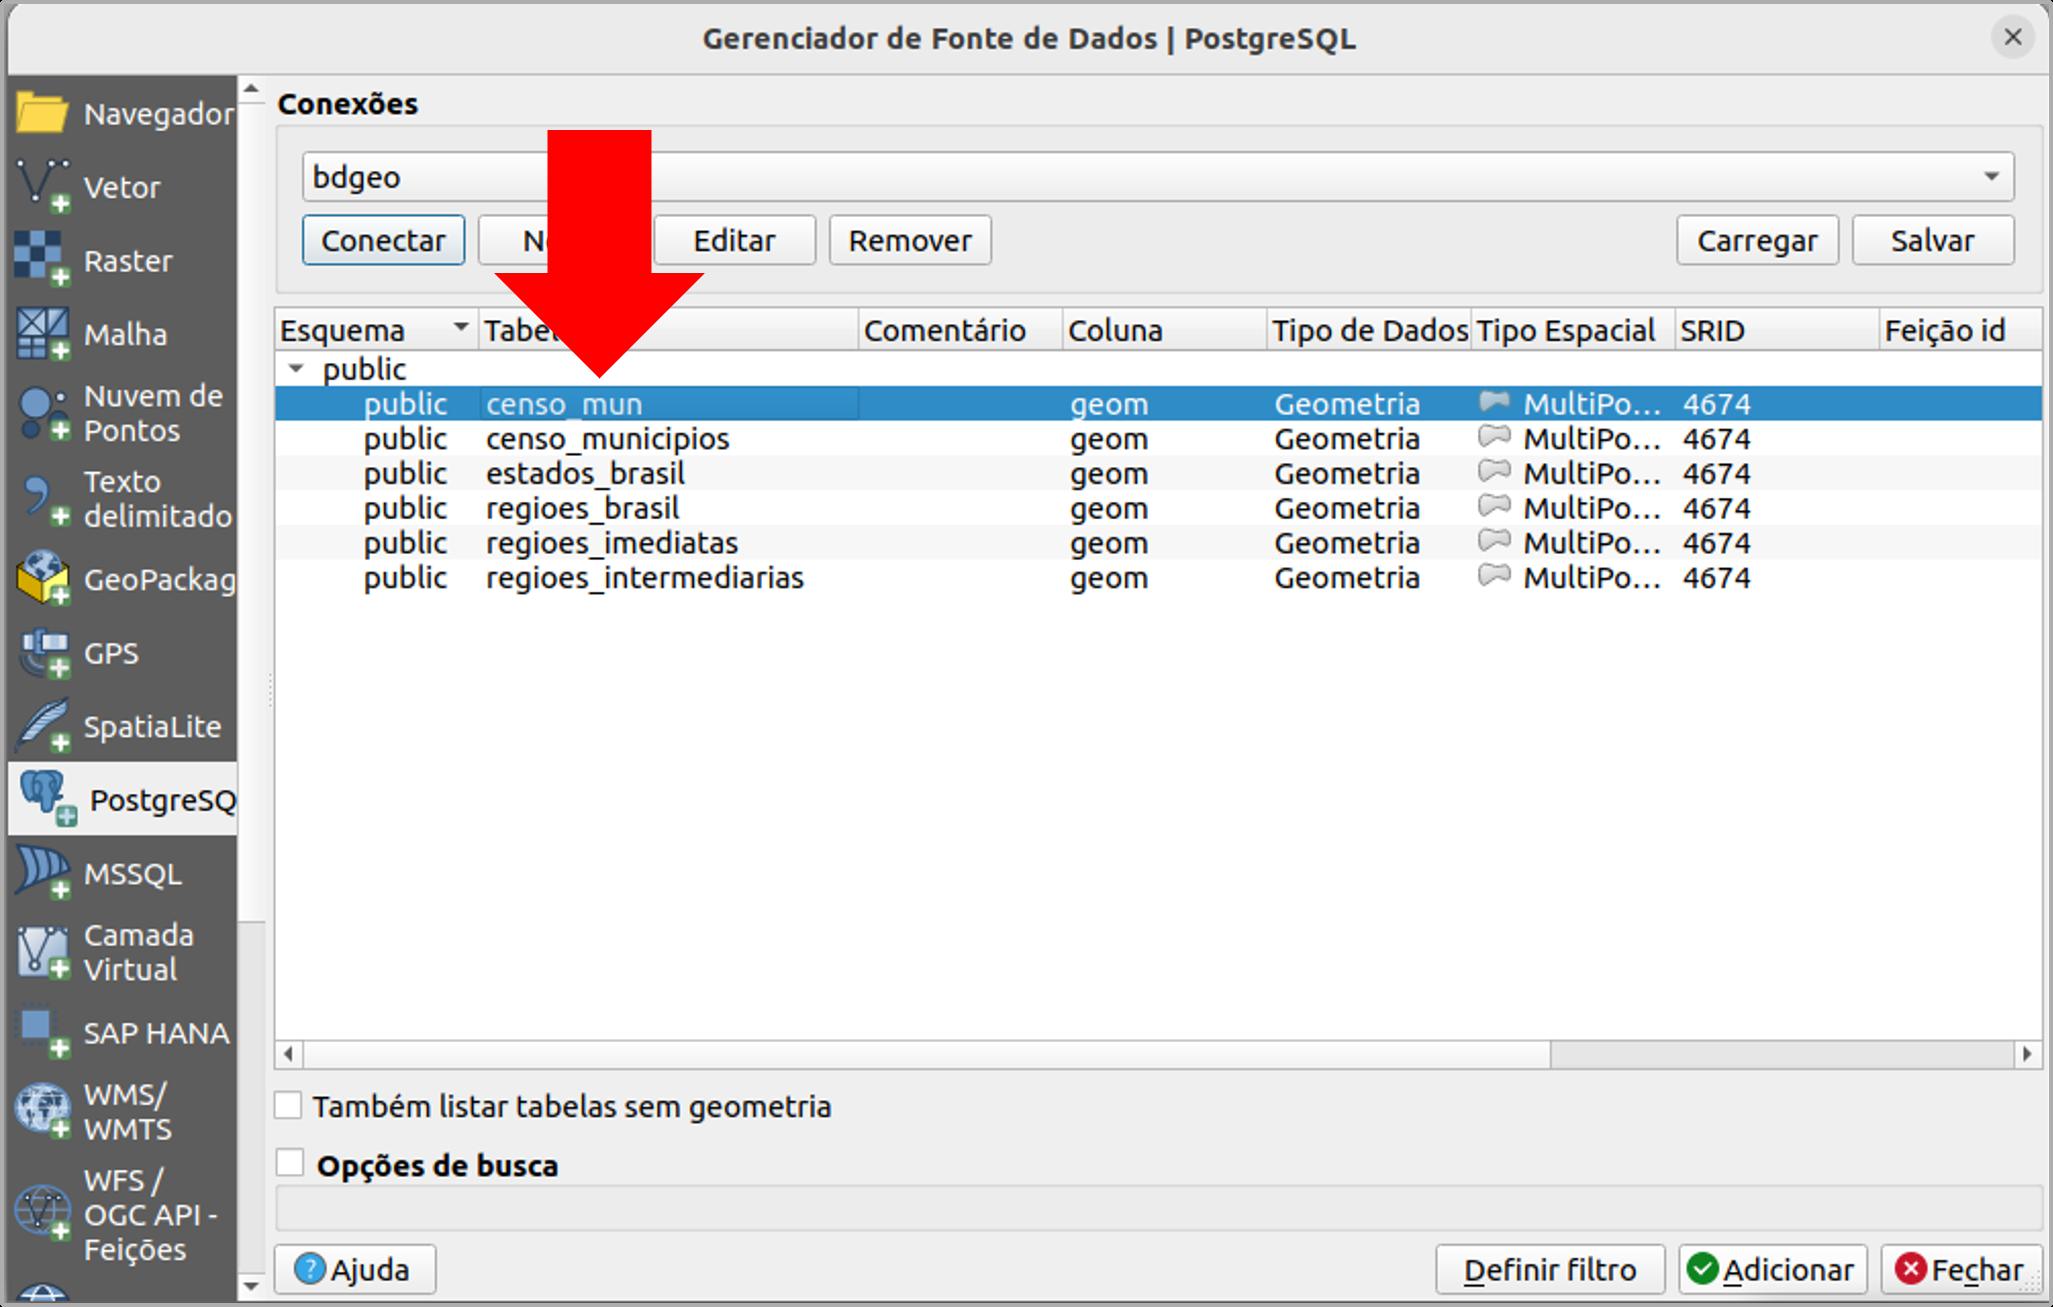 Gerenciador de Fonte de Dados | PostgreSQL
Navegador
Vetor
Raster
Malha
Nuvem de
Pontos
Texto
delimitado
GeoPackag
GPS
SpatiaLite
PostgreSQ
MSSQL
Camada
Virtual
SAP HANA
WMS/
WMTS
WFS /
OGC API -
Feições
Conexões
bdgeo
Conectar
Editar
Remover
Carregar
Salvar
Esquema Comentário Coluna Tipo de Dados Tipo Espacial SRID Feição id
public
public censo_mun geom Geometria MultiPo... 4674
public censo_municipios geom Geometria MultiPo... 4674
public estados_brasil geom Geometria MultiPo... 4674
public regioes_brasil geom Geometria MultiPo... 4674
public regioes_imediatas geom Geometria MultiPo... 4674
public regioes_intermediarias geom Geometria MultiPo... 4674
Também listar tabelas sem geometria
Opções de busca
Ajuda
Definir filtro
Adicionar
Fechar